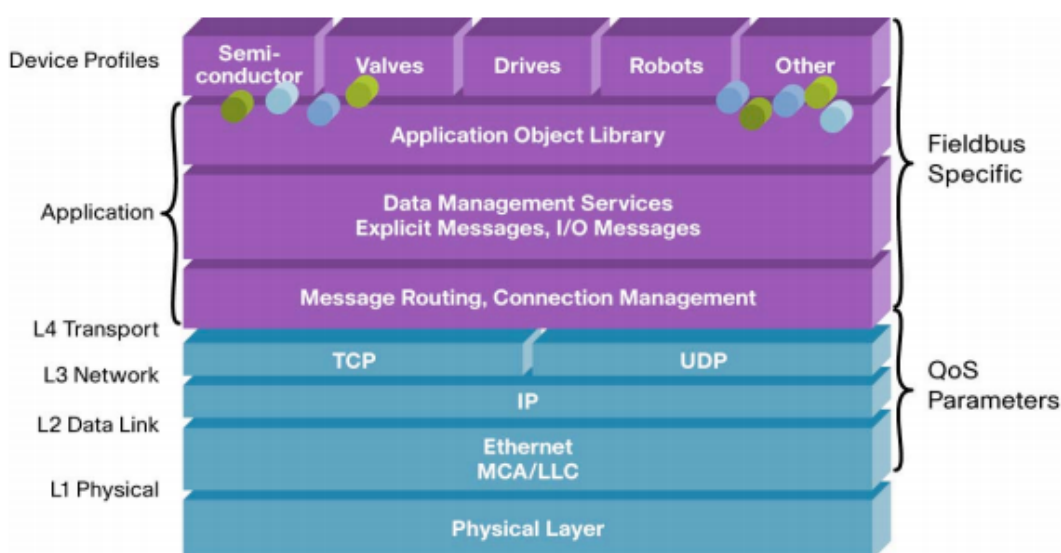 Device Profiles
Semi-
conductor
Valves
Drives
Robots
Other
Application Object Library
Fieldbus
Specific
Application
Data Management Services
Explicit Messages, I/O Messages
Message Routing, Connection Management
L4 Transport
TCP
UDP
L3 Network
IP
QoS
Parameters
L2 Data Link
Ethernet
MCA/LLC
L1 Physical
Physical Layer